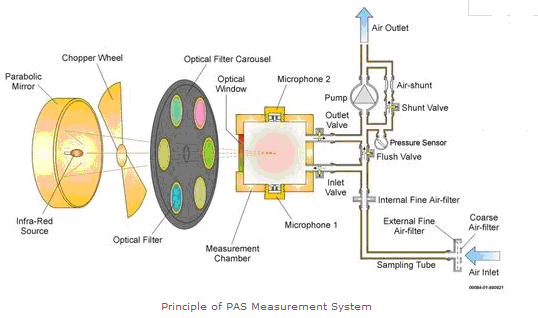 Air Outlet
Chopper Wheel
Optical Filter Carousel
Parabolic
Mirror
Optical
Window
Microphone 2
Air-shunt
Pump
Shunt Valve
Outlet
Valve
Pressure Sensor
Flush Valve
Inlet
Valve
Internal Fine Air-filter
Infra-Red
Source
Optical Filter
Measurement
Chamber
Microphone 1
External Fine
Air-filter
Coarse
Air-filter
Sampling Tube
Air Inlet
Principle of PAS Measurement System